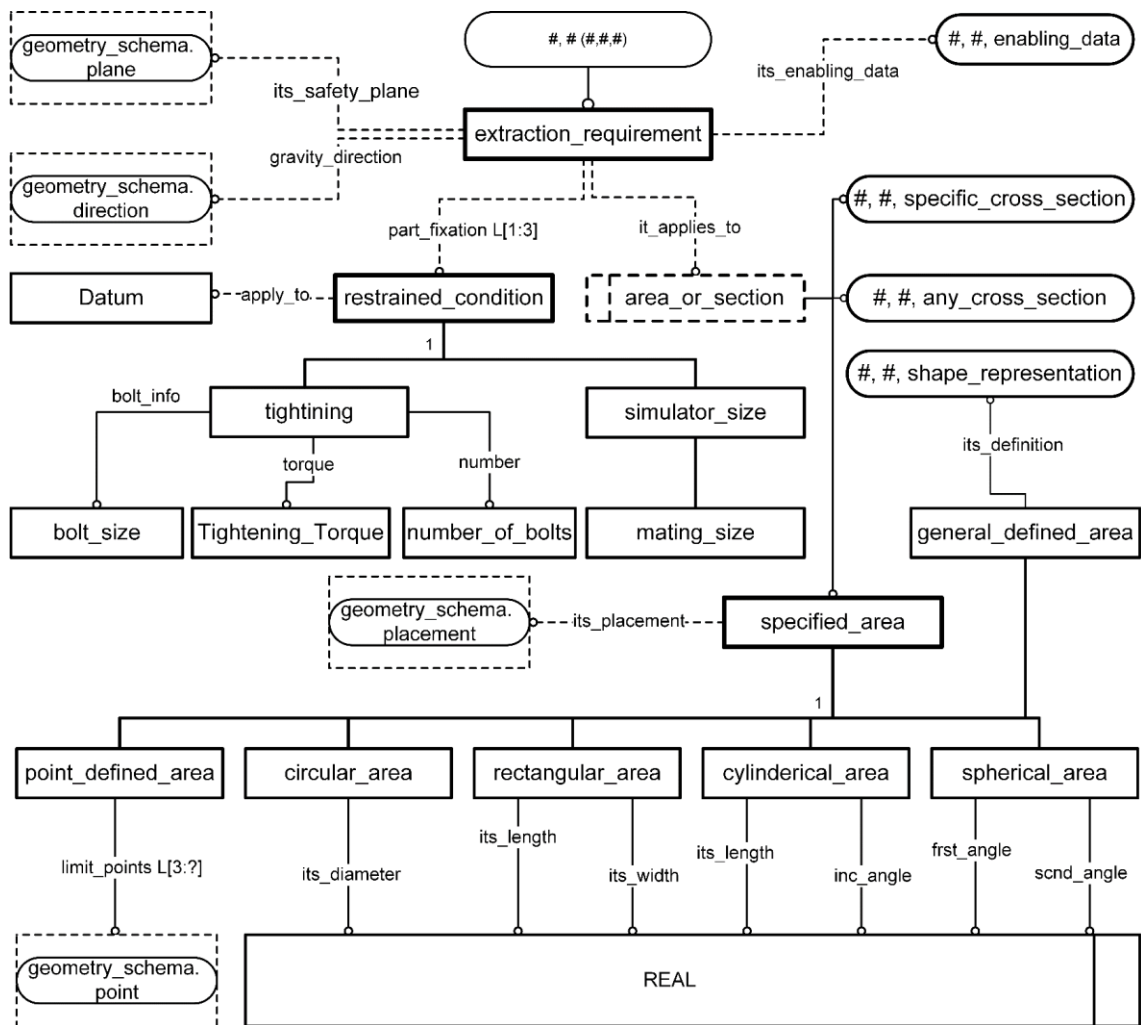 geometry_schema.
plane
#, # (#,#,#)
#, #, enabling_data
its_enabling_data
its_safety_plane
extraction_requirement
gravity_direction
geometry_schema.
direction
#, #, specific_cross_section
part_fixation L[1:3]
it_applies_to
Datum
apply_to
restrained_condition
area_or_section
#, #, any_cross_section
1
#, #, shape_representation
bolt_info
tightining
simulator_size
its_definition
torque
number
bolt_size
Tightening_Torque
number_of_bolts
mating_size
general_defined_area
geometry_schema.
placement
its_placement
specified_area
1
point_defined_area
circular_area
rectangular_area
cylinderical_area
spherical_area
its_length
its_length
frst_angle
limit_points L[3:?]
its_diameter
its_width
inc_angle
scnd_angle
geometry_schema.
point
REAL